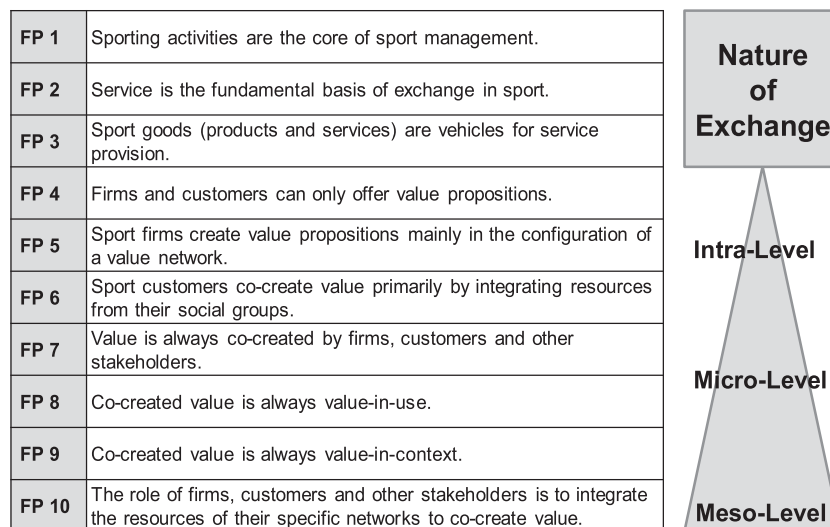 FP 1 Sporting activities are the core of sport management.
FP 2 Service is the fundamental basis of exchange in sport.
FP 3 Sport goods (products and services) are vehicles for service
provision.
FP 4 Firms and customers can only offer value propositions.
FP 5 Sport firms create value propositions mainly in the configuration of
a value network.
FP 6 Sport customers co-create value primarily by integrating resources
from their social groups.
FP 7 Value is always co-created by firms, customers and other
stakeholders.
FP 8 Co-created value is always value-in-use.
FP 9 Co-created value is always value-in-context.
FP 10 The role of firms, customers and other stakeholders is to integrate
the resources of their specific networks to co-create value.
Nature
of
Exchange
Intra-Level
Micro-Level
Meso-Level